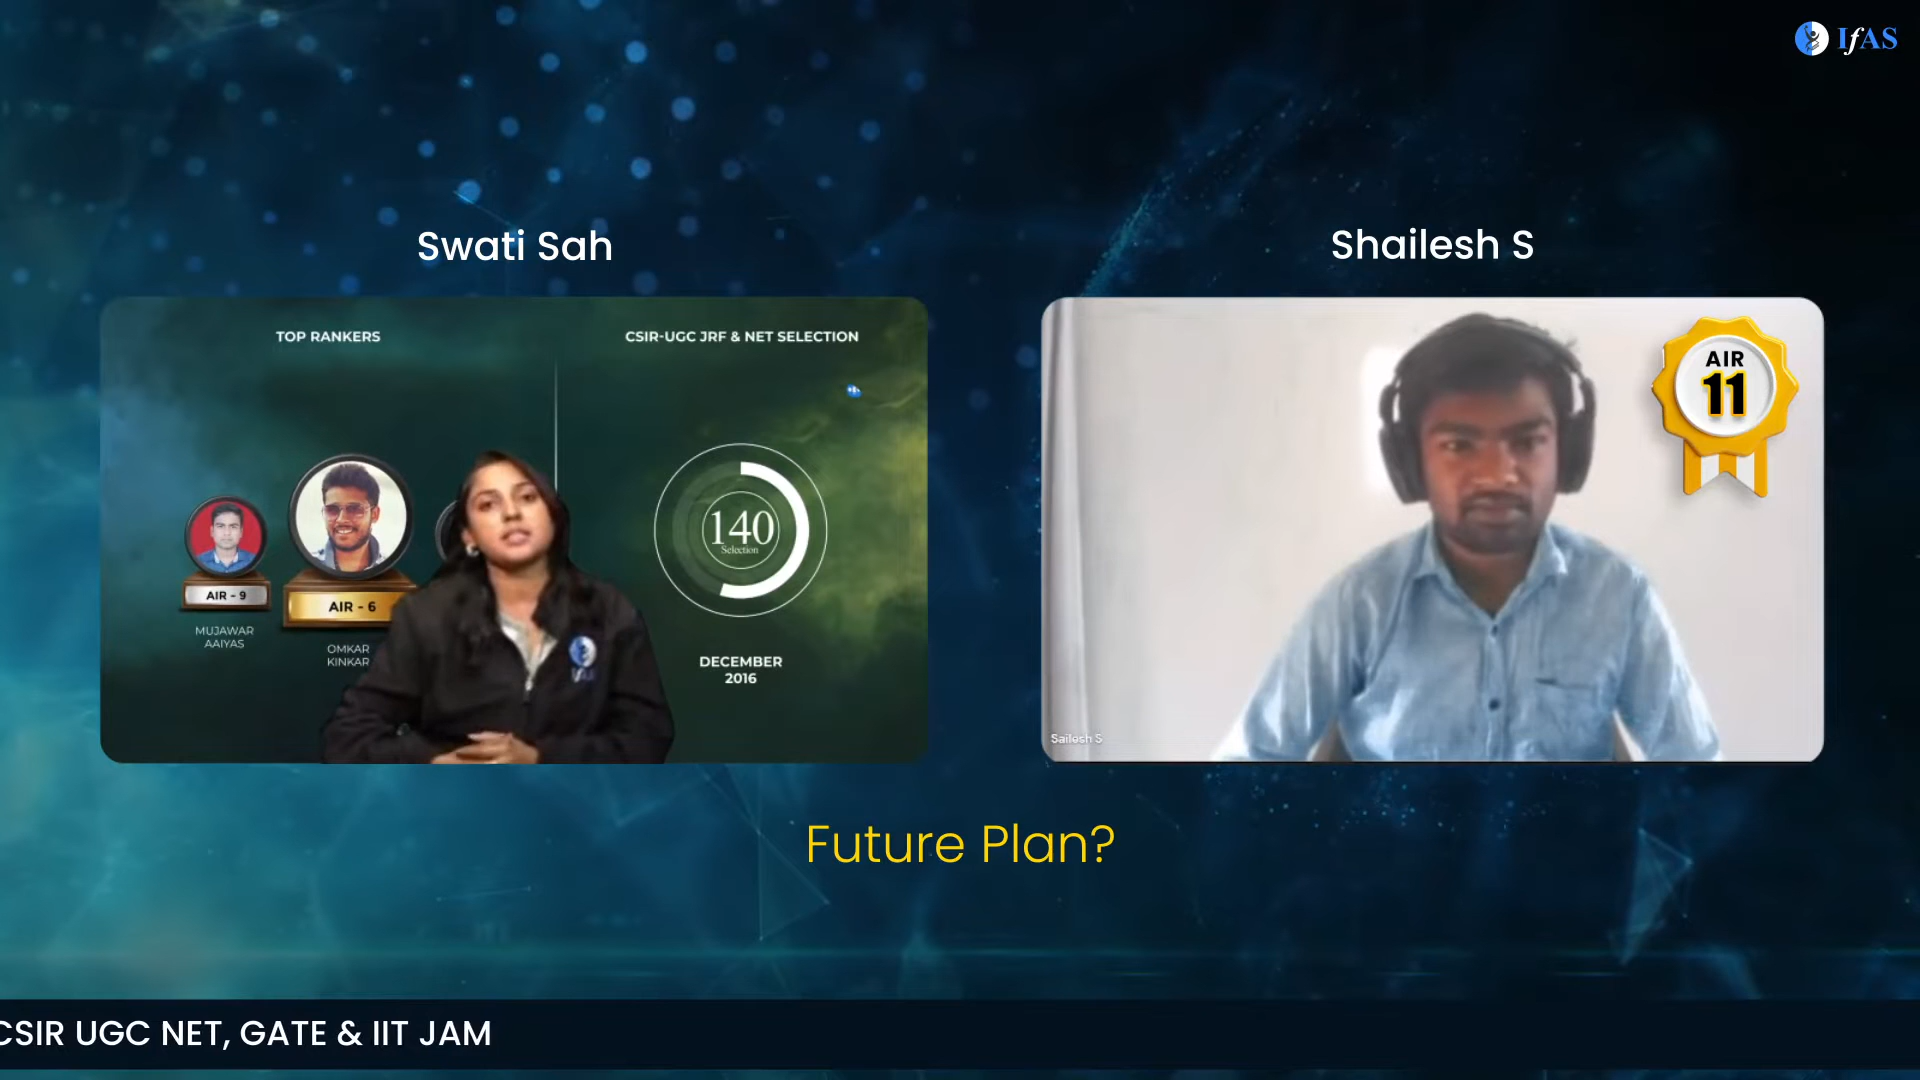 IfAS
Swati Sah
Shailesh S
TOP RANKERS
CSIR-UGC JRF & NET SELECTION
AIR
11
140
Selection
AIR - 9
AIR - 6
MUJAWAR
AAIYAS
OMKAR
KINKAR
DECEMBER
2016
Sailesh S
Future Plan?
CSIR UGC NET, GATE & IIT JAM